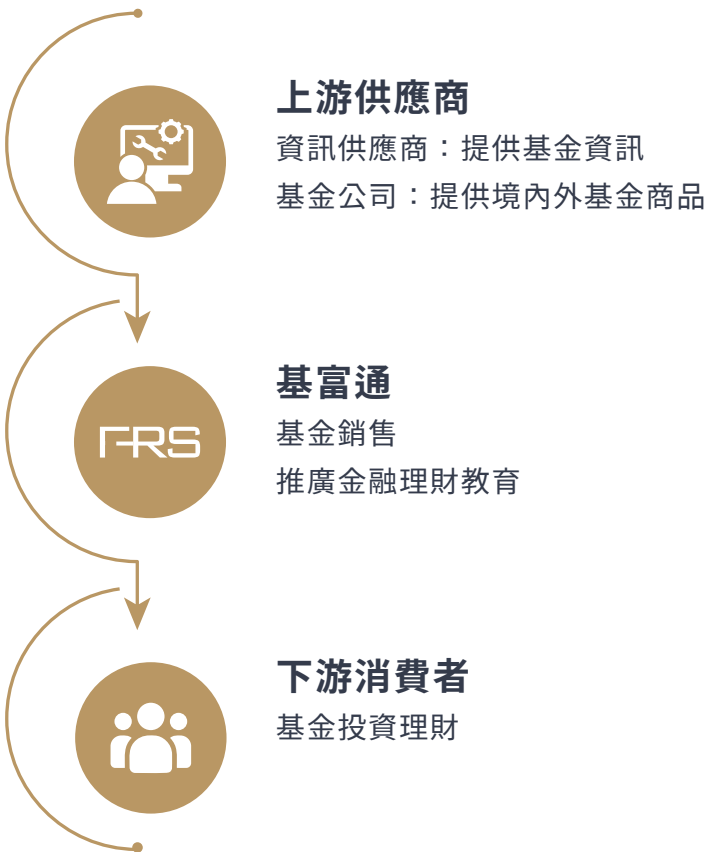 上游供應商
資訊供應商：提供基金資訊
基金公司：提供境內外基金商品
FRS
基富通
基金銷售
推廣金融理財教育
下游消費者
基金投資理財